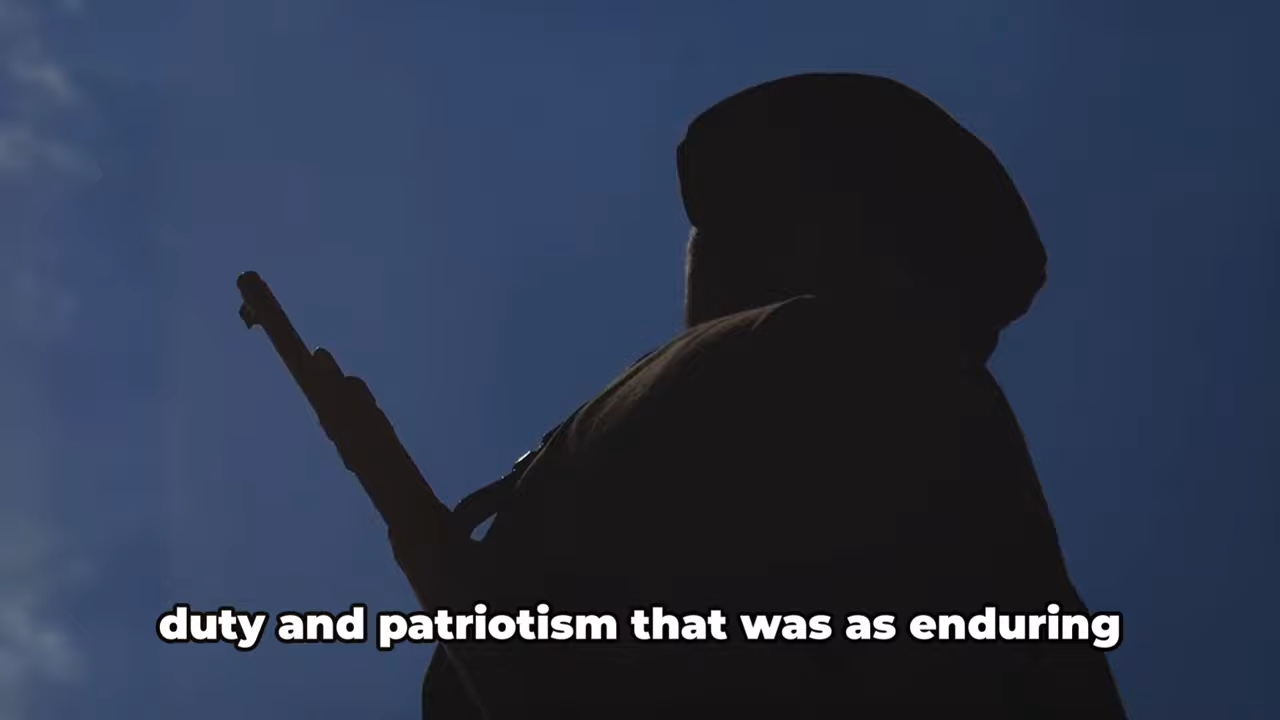 duty and patriotism that was as enduring